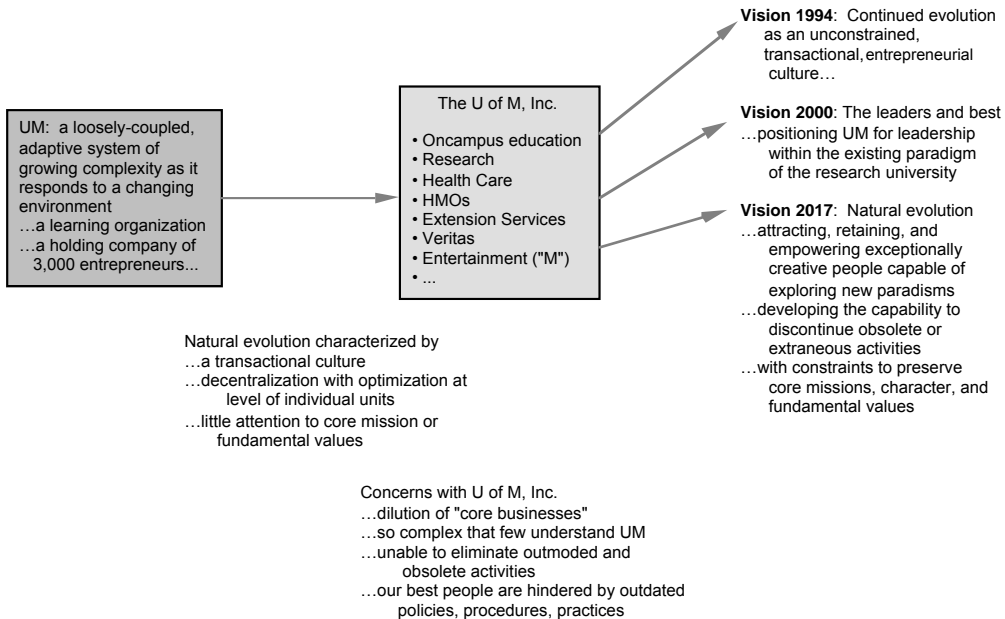 UM: a loosely-coupled,
adaptive system of
growing complexity as it
responds to a changing
environment
…a learning organization
…a holding company of
3,000 entrepreneurs...
The U of M, Inc.
• Oncampus education
• Research
• Health Care
• HMOs
• Extension Services
• Veritas
• Entertainment ("M")
• ...
Vision 1994: Continued evolution
as an unconstrained,
transactional, entrepreneurial
culture…
Vision 2000: The leaders and best
…positioning UM for leadership
within the existing paradigm
of the research university
Vision 2017: Natural evolution
…attracting, retaining, and
empowering exceptionally
creative people capable of
exploring new paradisms
…developing the capability to
discontinue obsolete or
extraneous activities
…with constraints to preserve
core missions, character, and
fundamental values
Natural evolution characterized by
…a transactional culture
…decentralization with optimization at
level of individual units
…little attention to core mission or
fundamental values
Concerns with U of M, Inc.
…dilution of "core businesses"
…so complex that few understand UM
…unable to eliminate outmoded and
obsolete activities
…our best people are hindered by outdated
policies, procedures, practices